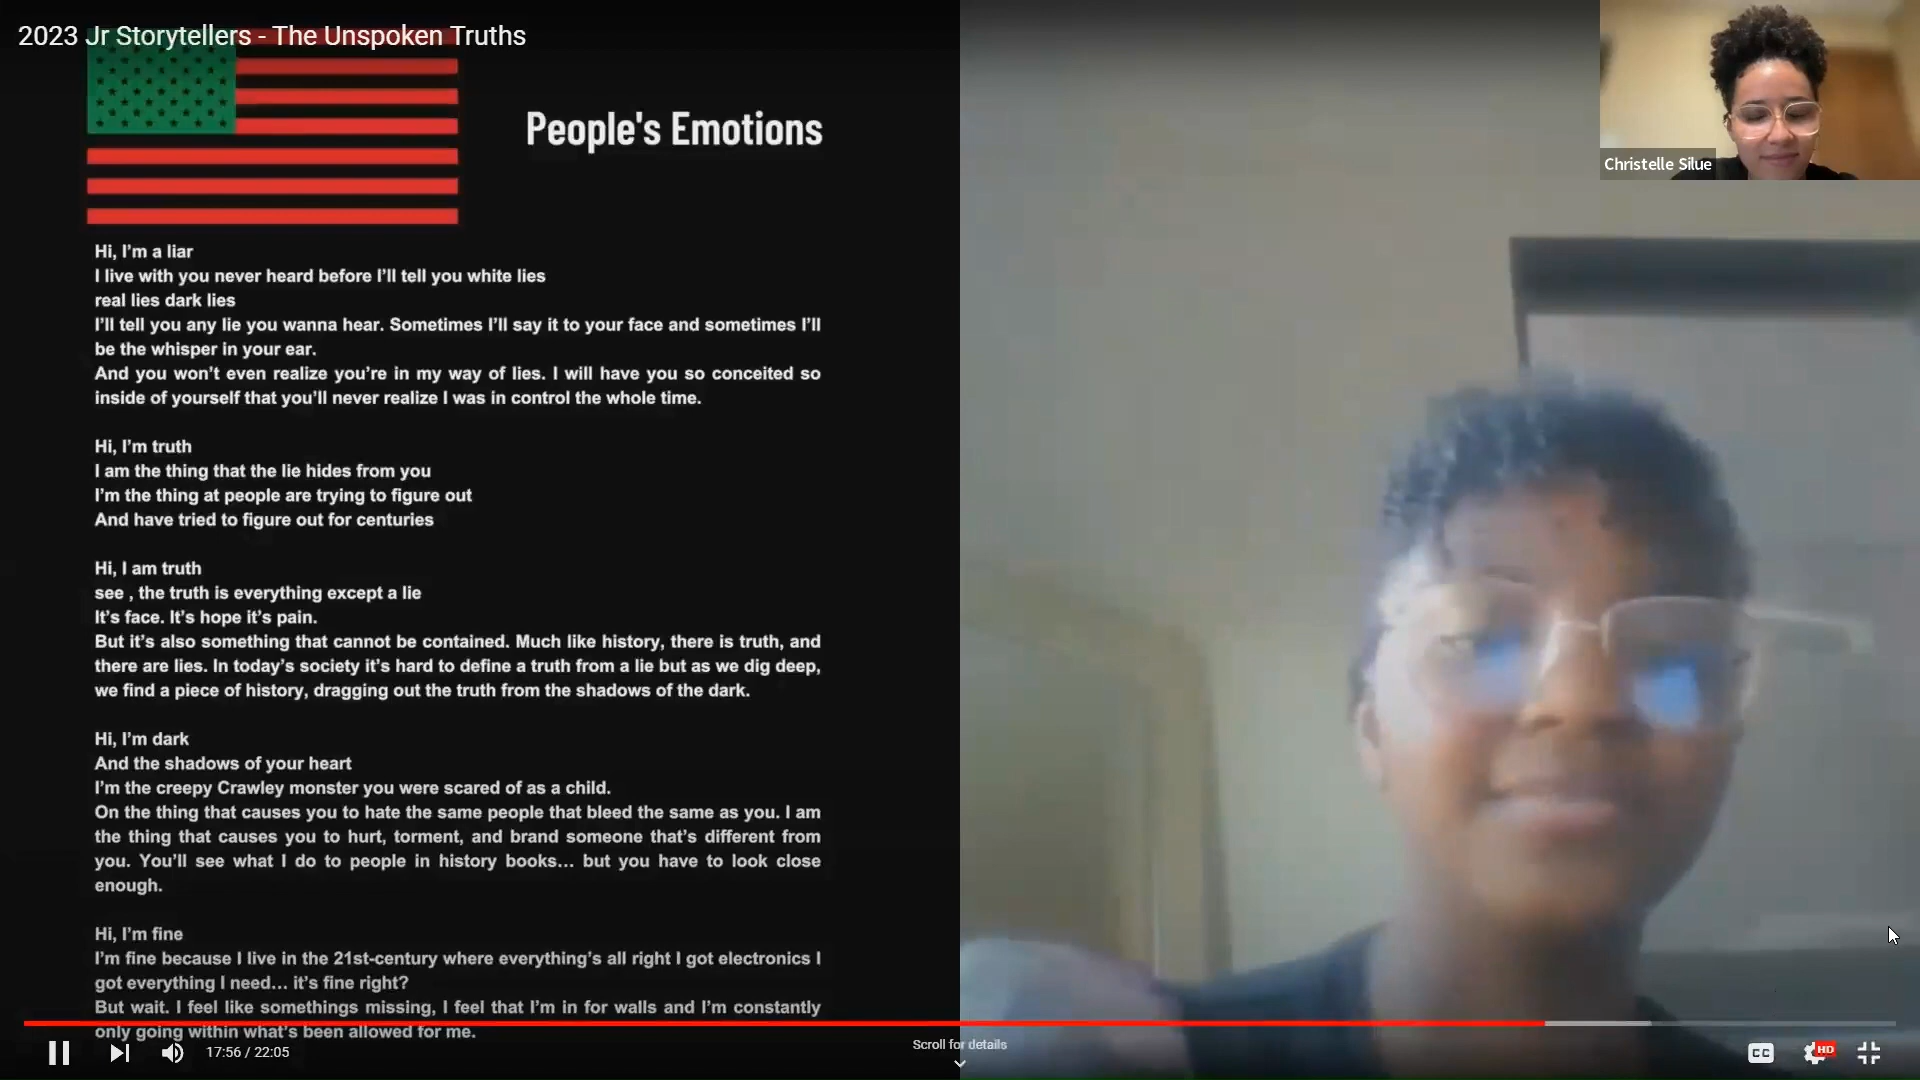 2023 Jr Storytellers - The Unspoken Truths
Christelle Silue
People's Emotions
Hi, I'm a liar
I live with you never heard before I'll tell you white lies
real lies dark lies
I'll tell you any lie you wanna hear. Sometimes I'll say it to your face and sometimes I'll
be the whisper in your ear.
And you won't even realize you're in my way of lies. I will have you so conceited so
inside of yourself that you'll never realize I was in control the whole time.
Hi, I'm truth
I am the thing that the lie hides from you
I'm the thing at people are trying to figure out
And have tried to figure out for centuries
Hi, I am truth
see , the truth is everything except a lie
It's face. It's hope it's pain.
But it's also something that cannot be contained. Much like history, there is truth, and
there are lies. In today's society it's hard to define a truth from a lie but as we dig deep,
we find a piece of history, dragging out the truth from the shadows of the dark.
Hi, I'm dark
And the shadows of your heart
I'm the creepy Crawley monster you were scared of as a child.
On the thing that causes you to hate the same people that bleed the same as you. I am
the thing that causes you to hurt, torment, and brand someone that's different from
you. You'll see what I do to people in history books... but you have to look close
enough.
Hi, I'm fine
I'm fine because I live in the 21st-century where everything's all right I got electronics I
got everything I need... it's fine right?
But wait. I feel like somethings missing, I feel that I'm in for walls and I'm constantly
only going within what's been allowed for me.
17:56 / 22:05
Scroll for details
CC
HD